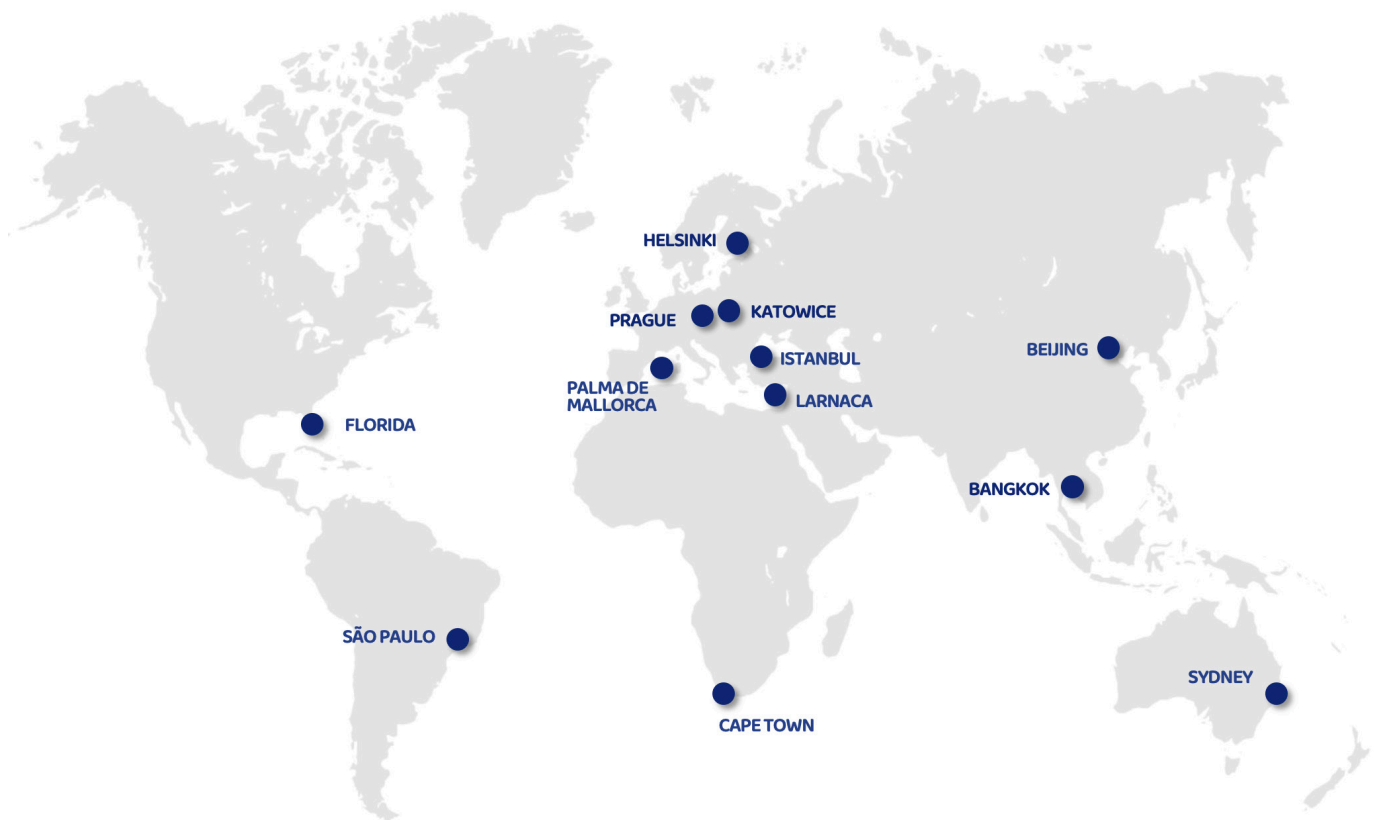 HELSINKI
KATOWICE
PRAGUE
BEIJING
ISTANBUL
PALMA DE
MALLORCA
LARNACA
FLORIDA
BANGKOK
SÃO PAULO
SYDNEY
CAPE TOWN